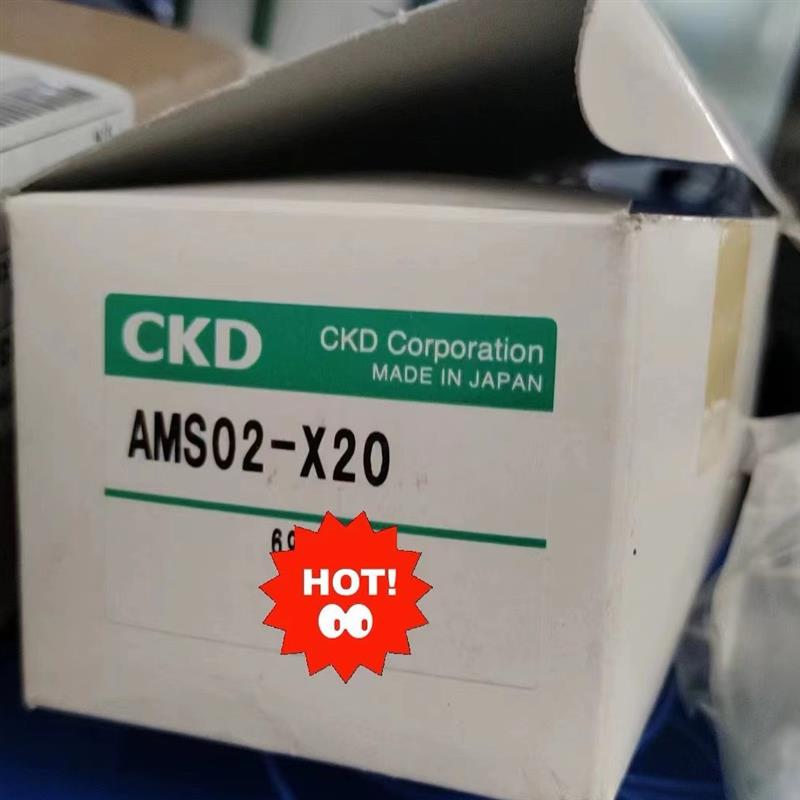 CKD
CKD Corporation
MADE IN JAPAN
AMS02-X20
HOT!